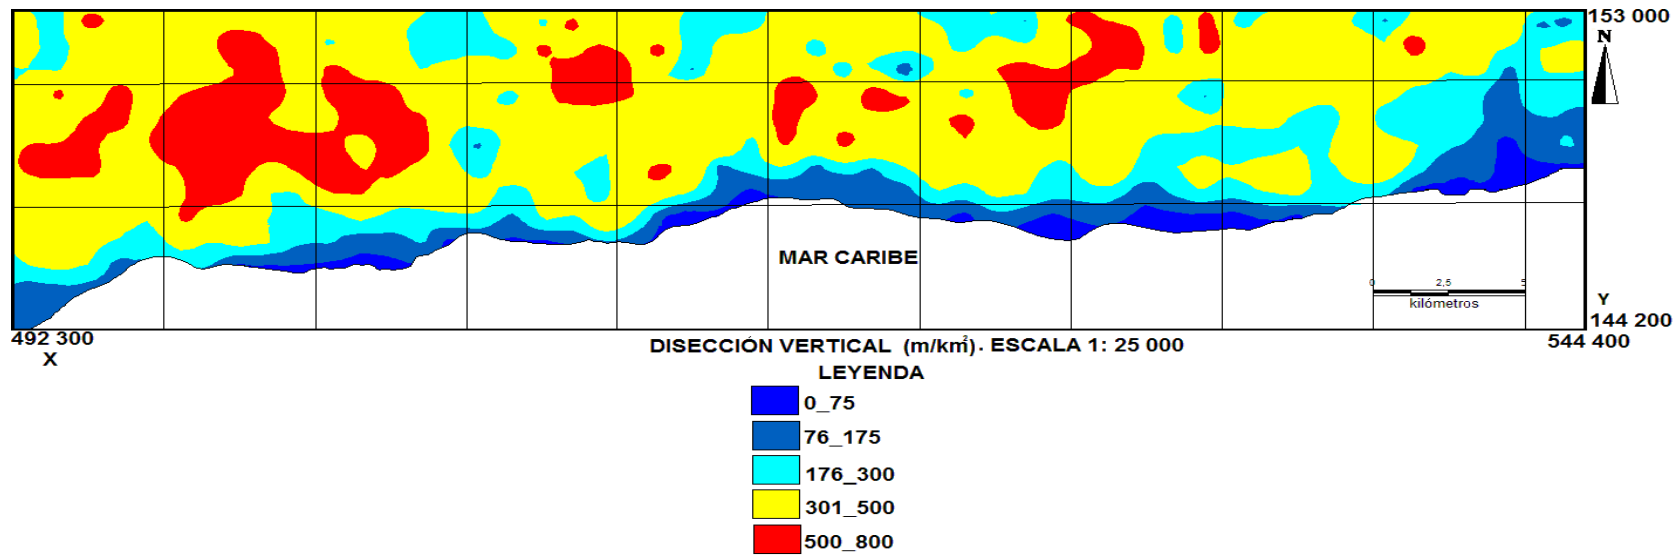 153 000
N
MAR CARIBE
0 2,5 5
kilómetros
Y
144 200
492 300
X
544 400
DISECCIÓN VERTICAL (m/km²). ESCALA 1: 25 000
LEYENDA
0_75
76_175
176_300
301_500
500_800